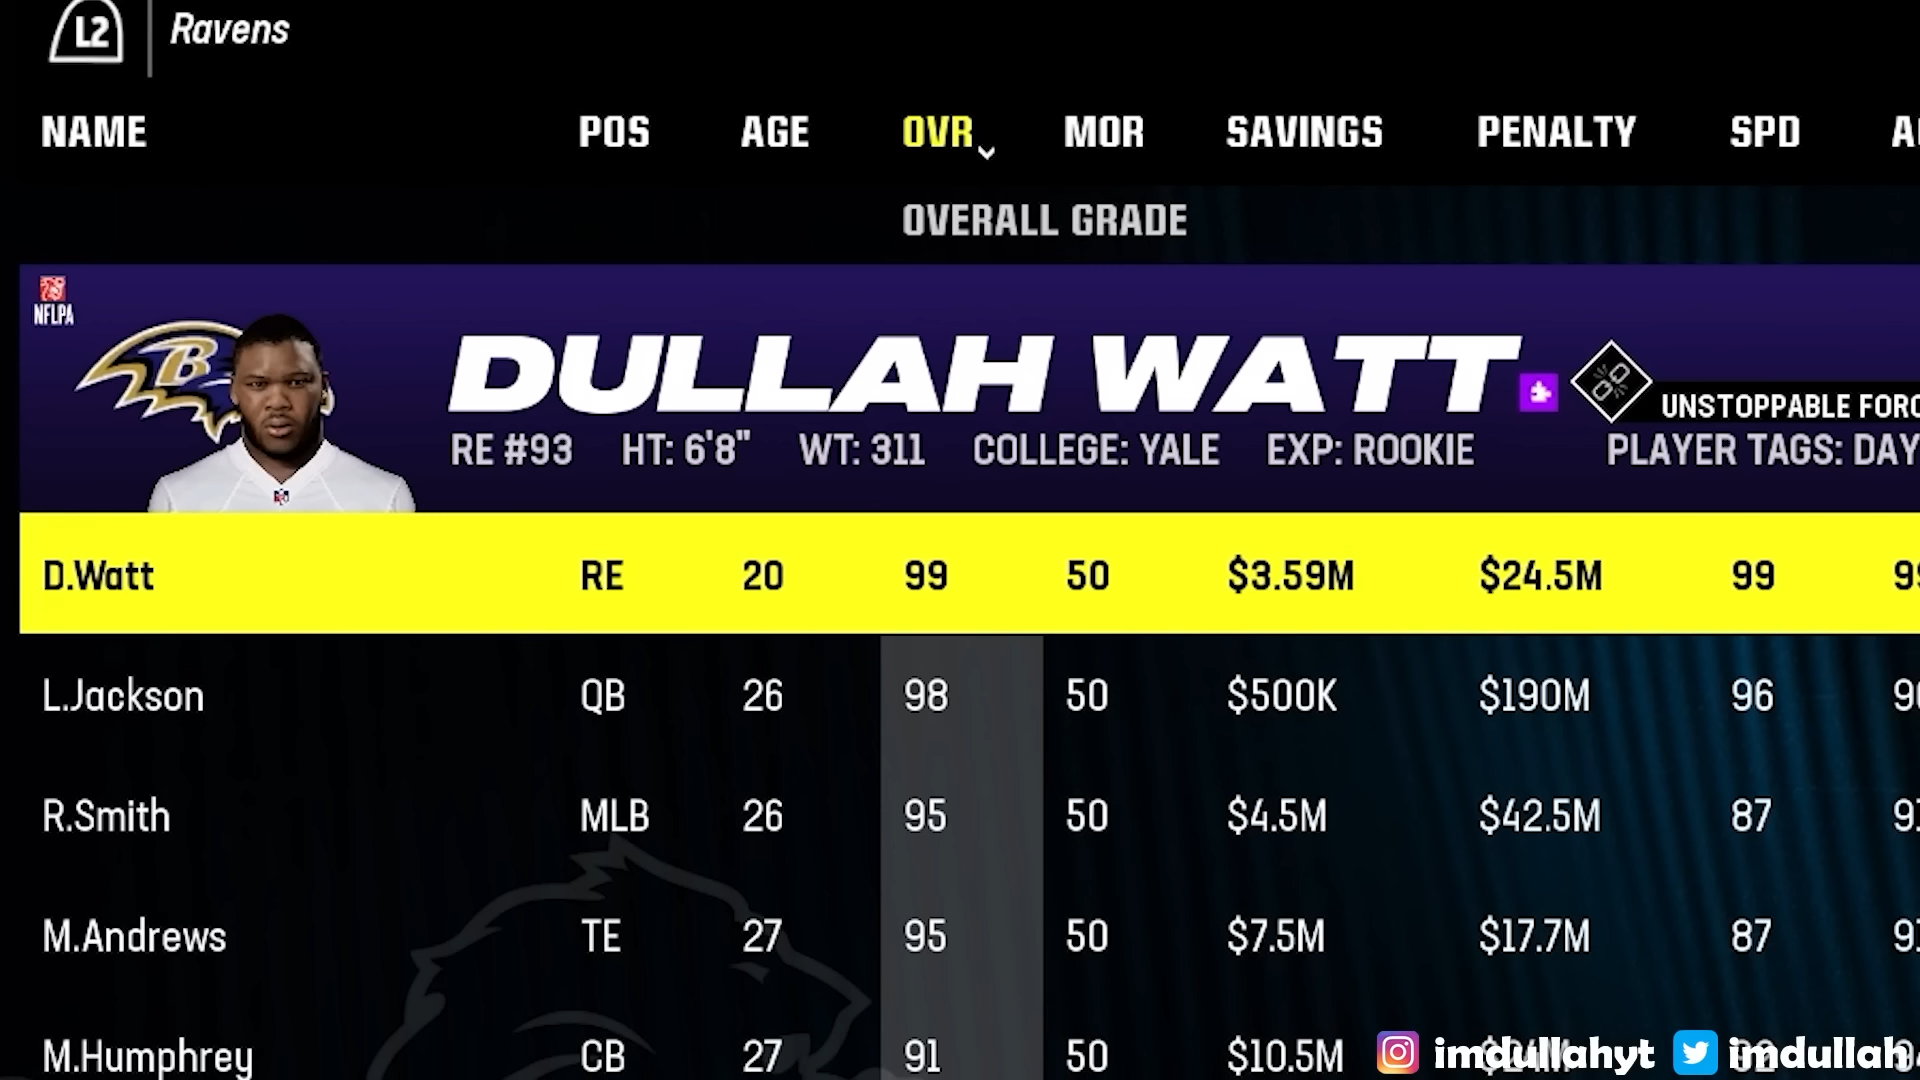 L2 Ravens
NAME POS AGE OVR MOR SAVINGS PENALTY SPD
OVERALL GRADE
NFLPA
B
DULLAH WATT
UNSTOPPABLE FORC
RE #93 HT: 6'8" WT: 311 COLLEGE: YALE EXP: ROOKIE PLAYER TAGS: DAY
D.Watt RE 20 99 50 $3.59M $24.5M 99
L.Jackson QB 26 98 50 $500K $190M 96
R.Smith MLB 26 95 50 $4.5M $42.5M 87
M.Andrews TE 27 95 50 $7.5M $17.7M 87
M.Humphrey CB 27 91 50 $10.5M
imdullahyt imdullah